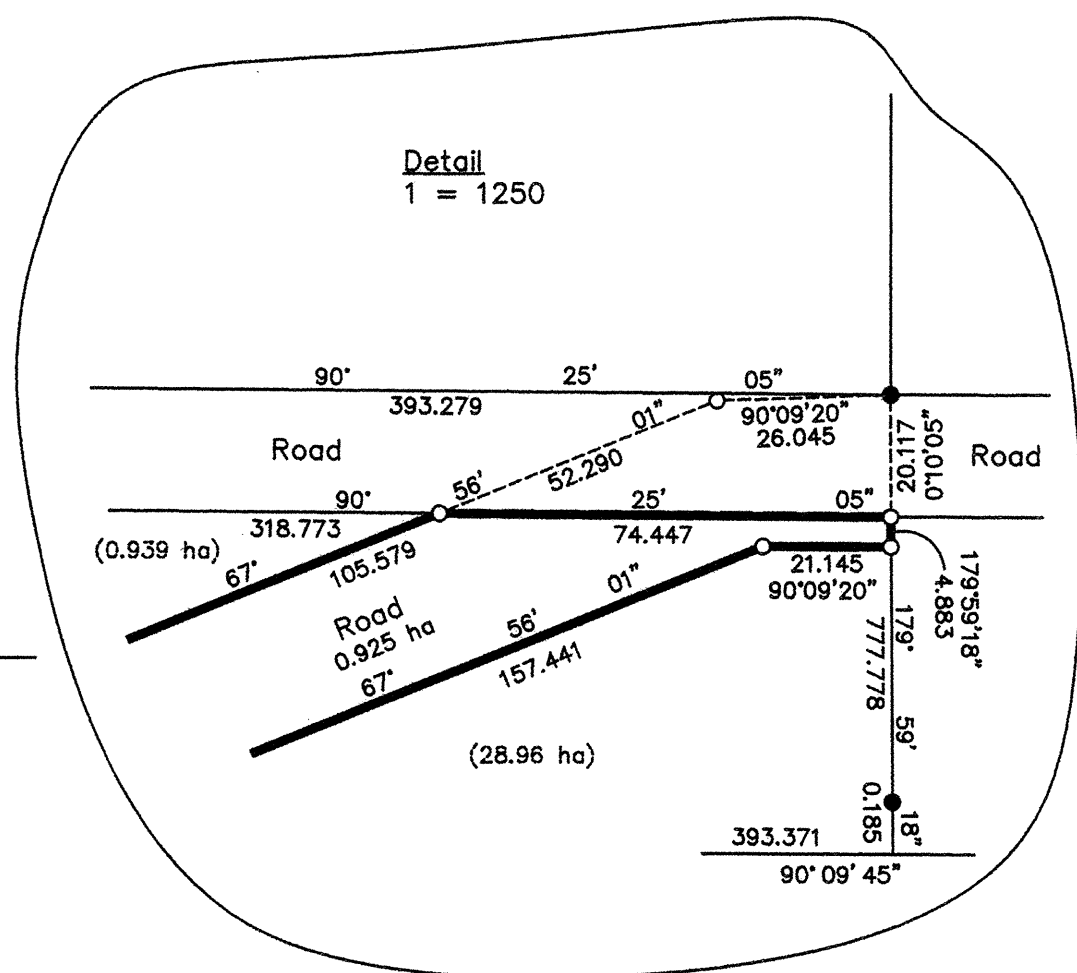 Detail
1 = 1250
90° 25' 05"
393.279
01"
90°09'20"
26.045
Road
56'
52.290
20.117
0°10'05"
Road
90° 25' 05"
318.773
74.447
(0.939 ha)
67°
105.579
01"
21.145
90°09'20"
179°59'18"
4.883
Road
0.925 ha
56'
67°
157.441
179° 59' 18"
777.778
(28.96 ha)
0.185
393.371
90° 09' 45"